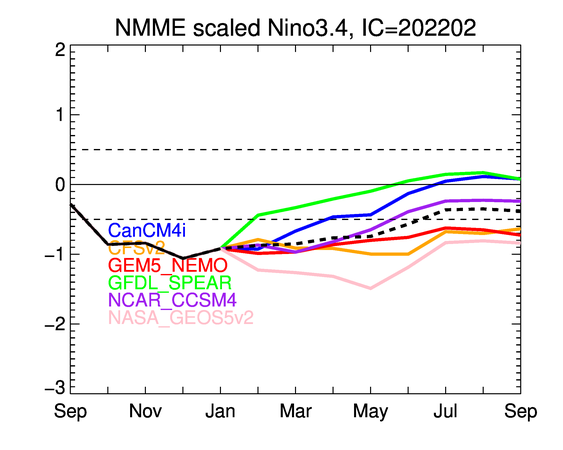 NMME scaled Nino3.4, IC=202202
2
1
0
−1
−2
−3
CanCM4i
CFSv2
GEM5_NEMO
GFDL_SPEAR
NCAR_CCSM4
NASA_GEOS5v2
Sep Nov Jan Mar May Jul Sep